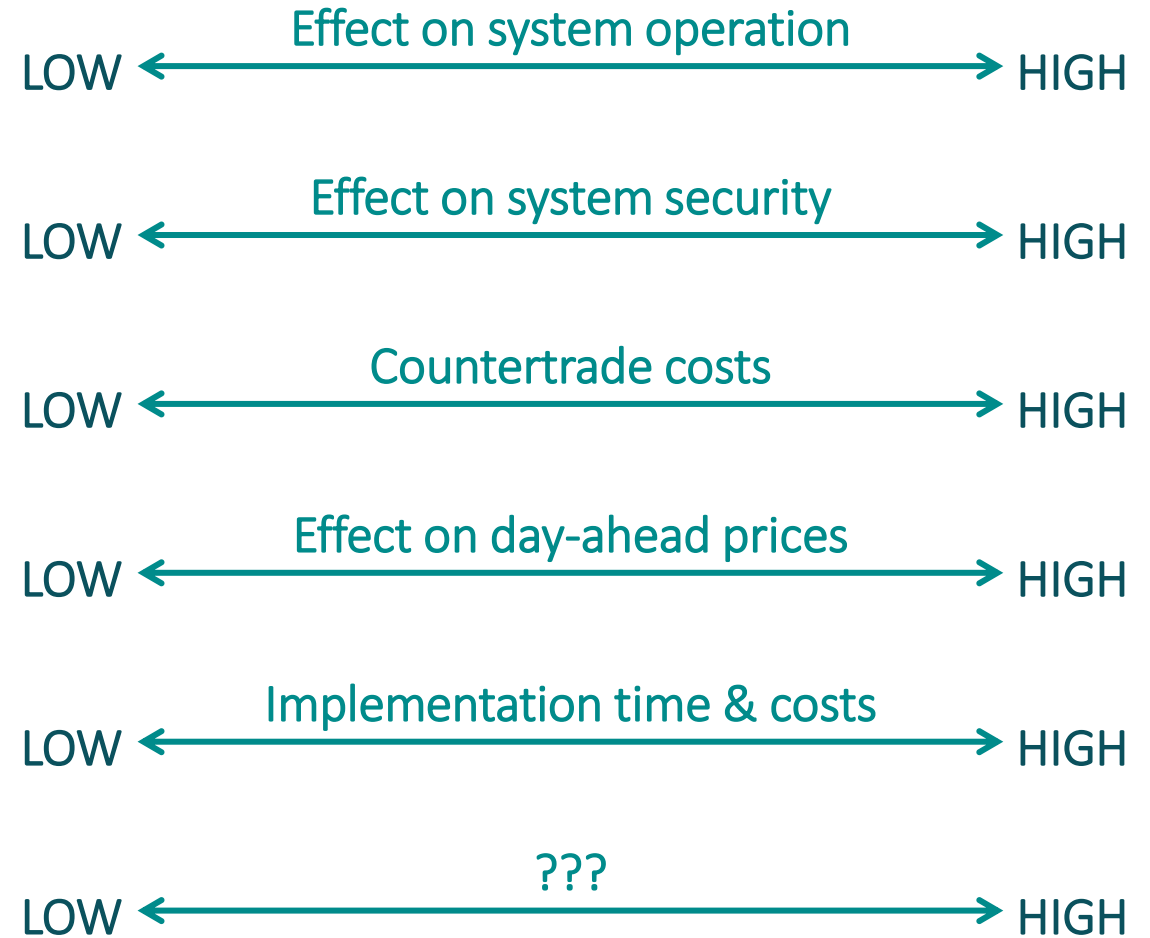 Effect on system operation
LOW HIGH
Effect on system security
LOW HIGH
Countertrade costs
LOW HIGH
Effect on day-ahead prices
LOW HIGH
Implementation time & costs
LOW HIGH
???
LOW HIGH